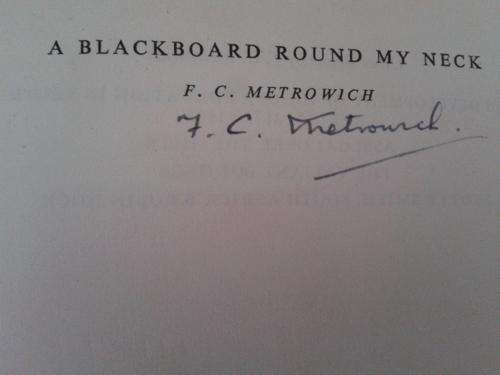 A BLACKBOARD ROUND MY NECK
F. C. METROWICH
F. C. Metrowich.